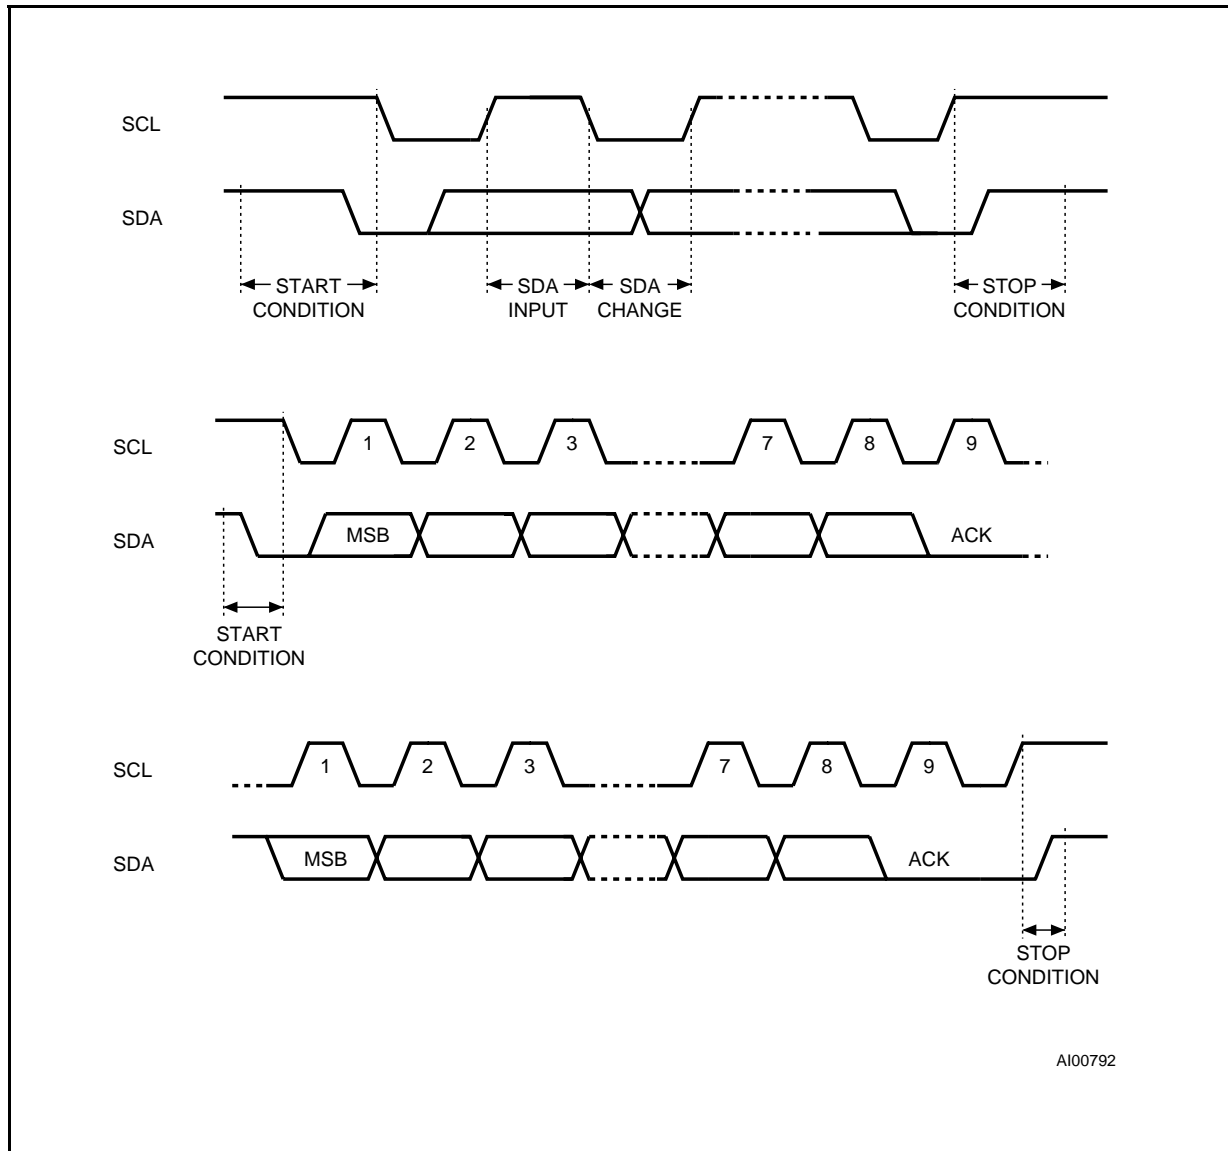 SCL
SDA
START
CONDITION
SDA
INPUT
SDA
CHANGE
STOP
CONDITION
SCL
1 2 3 7 8 9
SDA
MSB
ACK
START
CONDITION
SCL
1 2 3 7 8 9
SDA
MSB
ACK
STOP
CONDITION
AI00792